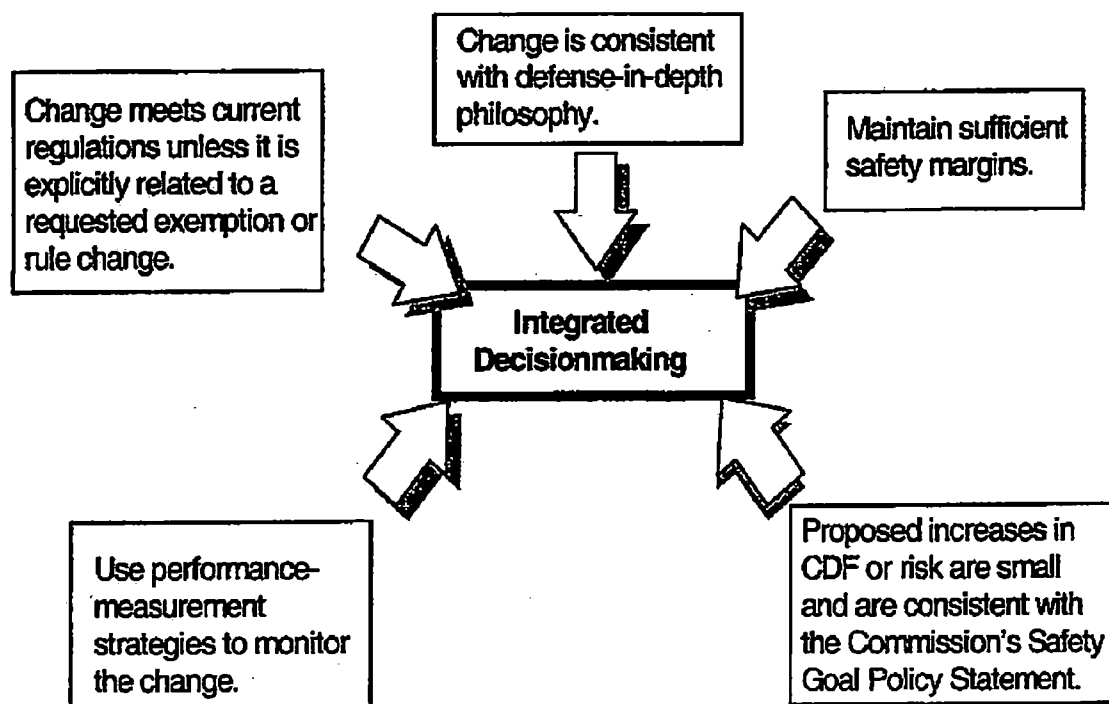 Change is consistent
with defense-in-depth
philosophy.
Change meets current
regulations unless it is
explicitly related to a
requested exemption or
rule change.
Maintain sufficient
safety margins.
Integrated
Decisionmaking
Use performance-
measurement
strategies to monitor
the change.
Proposed increases in
CDF or risk are small
and are consistent with
the Commission's Safety
Goal Policy Statement.